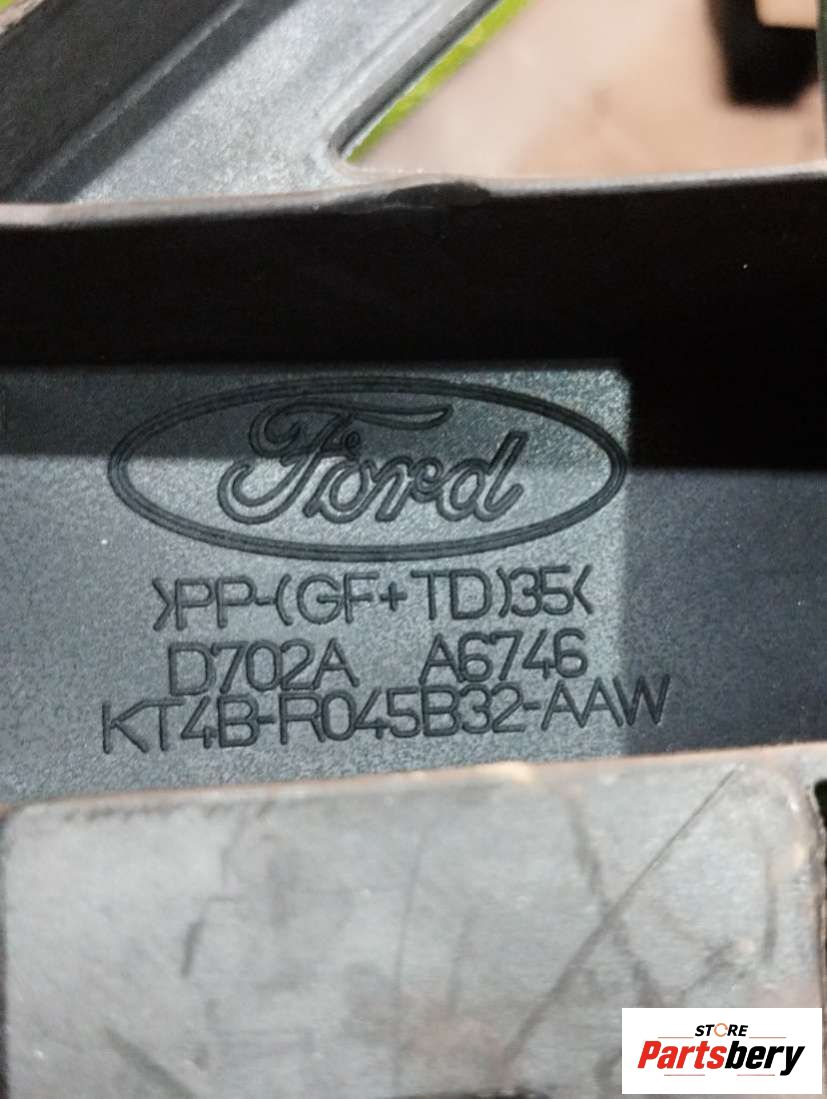 Ford
>PP-(GF+TD)35<
D702A A6746
KT4B-R045B32-AAW
STORE
Partsbery